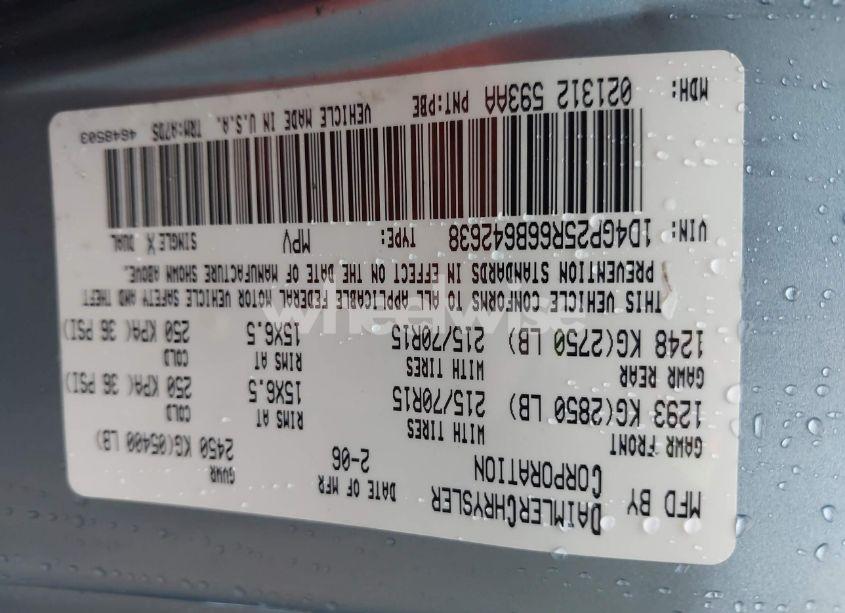 MFD BY DAIMLERCHRYSLER
CORPORATION
DATE OF MFR
2-06
GVWR
2450 KG(05400 LB)
GAWR FRONT WITH TIRES RIMS AT COLD
1293 KG(2850 LB) 215/70R15 15X6.5 250 KPA( 36 PSI)
GAWR REAR WITH TIRES RIMS AT COLD
1248 KG(2750 LB) 215/70R15 15X6.5 250 KPA( 36 PSI)
THIS VEHICLE CONFORMS TO ALL APPLICABLE FEDERAL MOTOR VEHICLE SAFETY AND THEFT
PREVENTION STANDARDS IN EFFECT ON THE DATE OF MANUFACTURE SHOWN ABOVE.
VIN: 1D4GP25R66B642638 TYPE: MPV SINGLE X DUAL
MDH: 021312 593AA PNT:PBE VEHICLE MADE IN U.S.A. TRM:A7DS 4648503
wheelwise